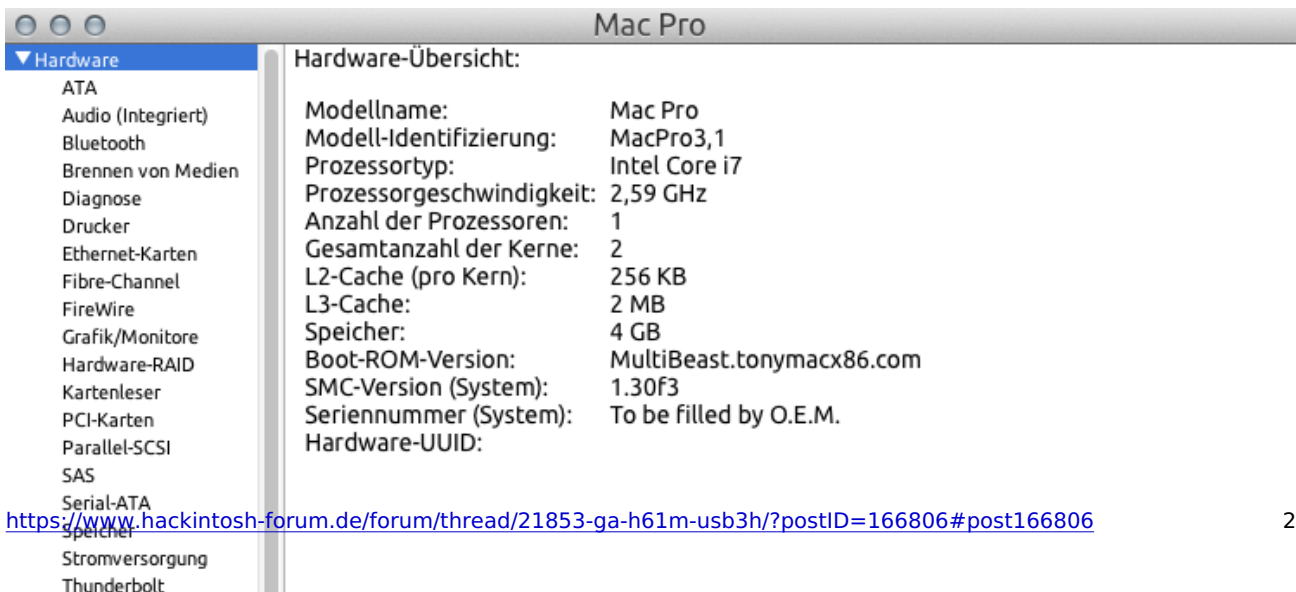 Mac Pro
Hardware
ATA
Audio (Integriert)
Bluetooth
Brennen von Medien
Diagnose
Drucker
Ethernet-Karten
Fibre-Channel
FireWire
Grafik/Monitore
Hardware-RAID
Kartenleser
PCI-Karten
Parallel-SCSI
SAS
Serial-ATA
Speicher
Stromversorgung
Thunderbolt
Hardware-Übersicht:
Modellname: Mac Pro
Modell-Identifizierung: MacPro3,1
Prozessortyp: Intel Core i7
Prozessorgeschwindigkeit: 2,59 GHz
Anzahl der Prozessoren: 1
Gesamtanzahl der Kerne: 2
L2-Cache (pro Kern): 256 KB
L3-Cache: 2 MB
Speicher: 4 GB
Boot-ROM-Version: MultiBeast.tonymacx86.com
SMC-Version (System): 1.30f3
Seriennummer (System): To be filled by O.E.M.
Hardware-UUID:
https://www.hackintosh-forum.de/forum/thread/21853-ga-h61m-usb3h/?postID=166806#post166806 2